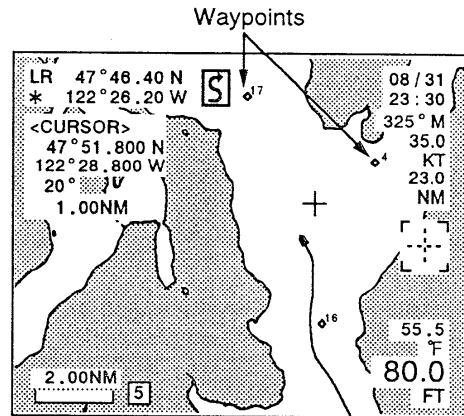 Waypoints
LR 47°46.40 N
* 122°26.20 W
S
<CURSOR>
47°51.800 N
122°28.800 W
20°
1.00NM
17
4
16
08/31
23:30
325°M
35.0
KT
23.0
NM
55.5
°F
80.0
FT
2.00NM
5